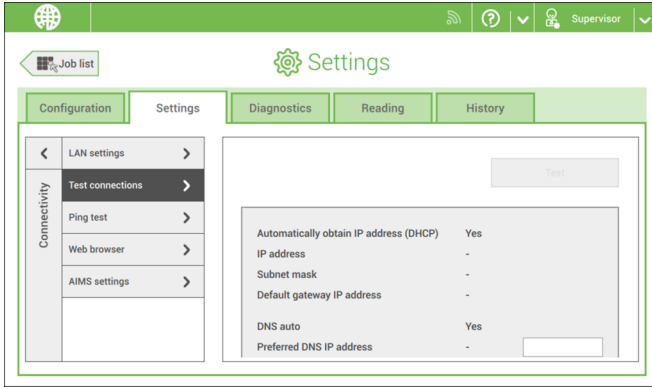 Supervisor
Job list
Settings
Configuration
Settings
Diagnostics
Reading
History
Connectivity
LAN settings
Test connections
Ping test
Web browser
AIMS settings
Test
Automatically obtain IP address (DHCP) Yes
IP address -
Subnet mask -
Default gateway IP address -
DNS auto Yes
Preferred DNS IP address -